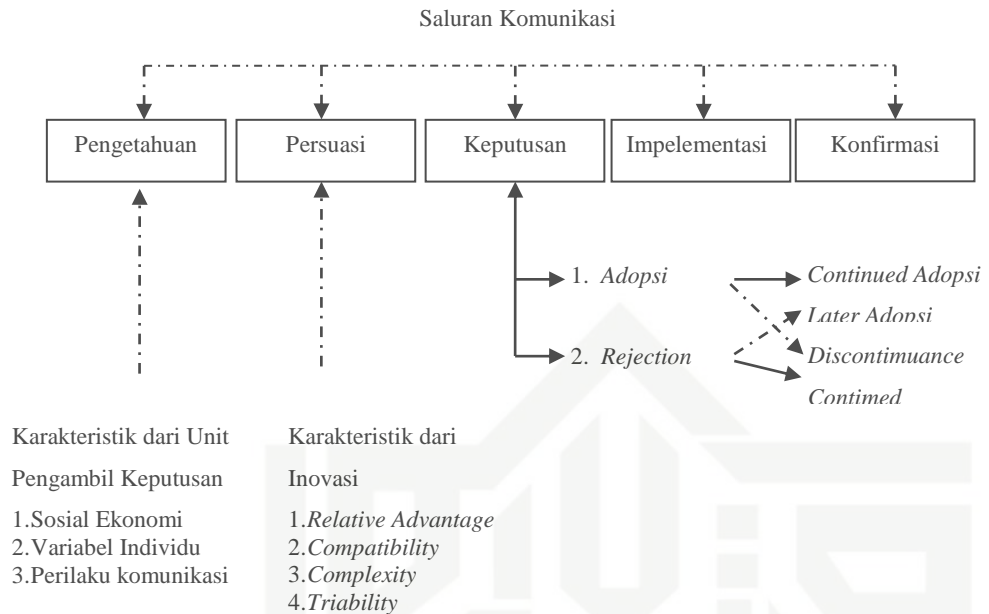 Saluran Komunikasi
Pengetahuan
Persuasi
Keputusan
Impelementasi
Konfirmasi
1. Adopsi
Continued Adopsi
Later Adopsi
2. Rejection
Discontimuance
Contimed
Karakteristik dari Unit
Pengambil Keputusan
1.Sosial Ekonomi
2.Variabel Individu
3.Perilaku komunikasi
Karakteristik dari
Inovasi
1.Relative Advantage
2.Compatibility
3.Complexity
4.Triability